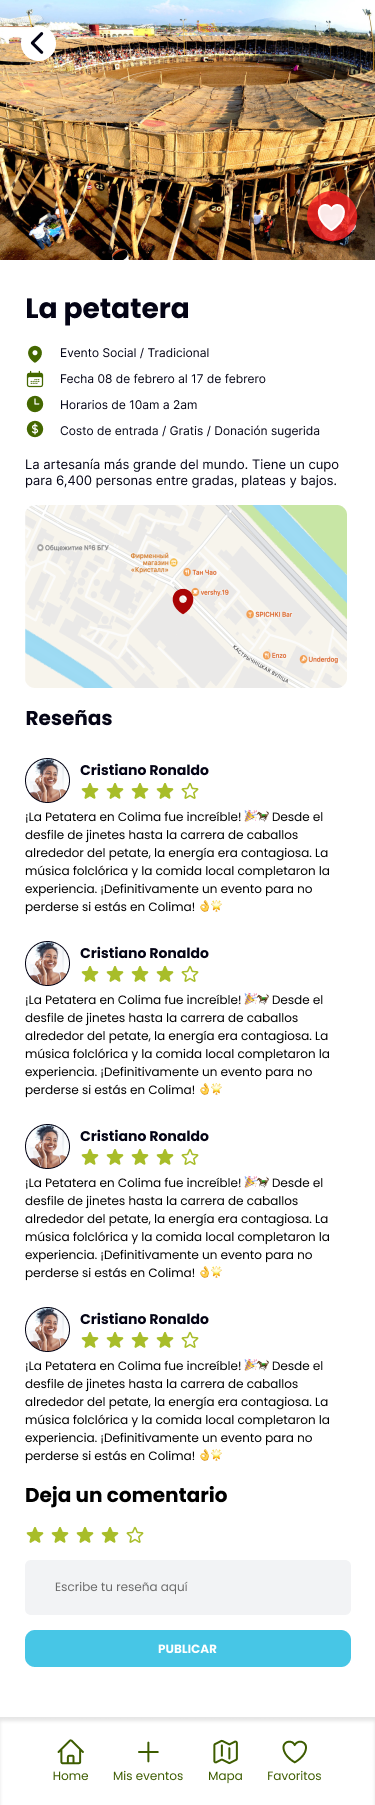 La petatera
Evento Social / Tradicional
Fecha 08 de febrero al 17 de febrero
Horarios de 10am a 2am
$
Costo de entrada / Gratis / Donación sugerida
La artesanía más grande del mundo. Tiene un cupo
para 6,400 personas entre gradas, plateas y bajos.
Общежитие №6 БГУ
Фирменный
магазин
«Кристалл»
Тан Чао
vershy.19
SPICHKI Bar
КАСТРЫЧНІЦКАЯ ВУЛІЦА
Enzo
Underdog
Reseñas
Cristiano Ronaldo
¡La Petatera en Colima fue increíble! 🎉🐎 Desde el
desfile de jinetes hasta la carrera de caballos
alrededor del petate, la energía era contagiosa. La
música folclórica y la comida local completaron la
experiencia. ¡Definitivamente un evento para no
perderse si estás en Colima! 👌🌟
Cristiano Ronaldo
¡La Petatera en Colima fue increíble! 🎉🐎 Desde el
desfile de jinetes hasta la carrera de caballos
alrededor del petate, la energía era contagiosa. La
música folclórica y la comida local completaron la
experiencia. ¡Definitivamente un evento para no
perderse si estás en Colima! 👌🌟
Cristiano Ronaldo
¡La Petatera en Colima fue increíble! 🎉🐎 Desde el
desfile de jinetes hasta la carrera de caballos
alrededor del petate, la energía era contagiosa. La
música folclórica y la comida local completaron la
experiencia. ¡Definitivamente un evento para no
perderse si estás en Colima! 👌🌟
Cristiano Ronaldo
¡La Petatera en Colima fue increíble! 🎉🐎 Desde el
desfile de jinetes hasta la carrera de caballos
alrededor del petate, la energía era contagiosa. La
música folclórica y la comida local completaron la
experiencia. ¡Definitivamente un evento para no
perderse si estás en Colima! 👌🌟
Deja un comentario
Escribe tu reseña aquí
PUBLICAR
Home
Mis eventos
Mapa
Favoritos